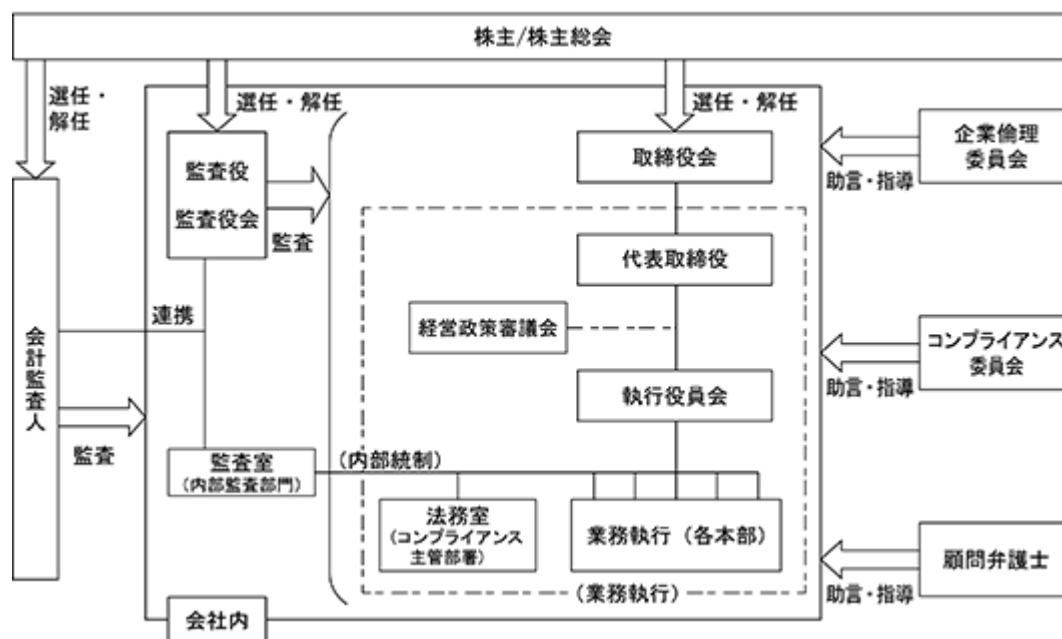 株主/株主総会
選任・
解任
選任・解任
選任・解任
監査役
監査役会
監査
取締役会
企業倫理
委員会
助言・指導
代表取締役
経営政策審議会
連携
会計監査人
監査
執行役員会
コンプライアンス
委員会
助言・指導
監査室
(内部監査部門)
(内部統制)
法務室
(コンプライアンス
主管部署)
業務執行(各本部)
(業務執行)
顧問弁護士
助言・指導
会社内